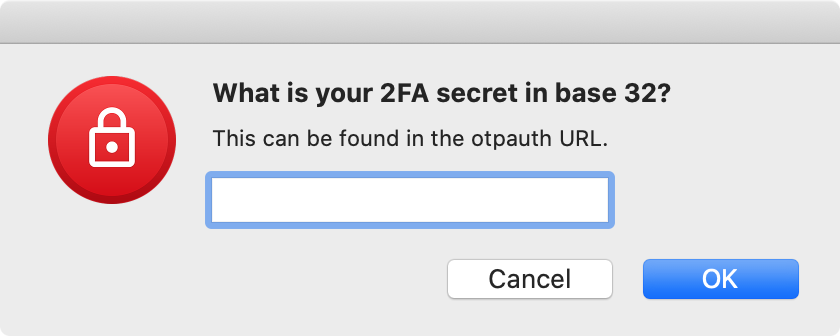 What is your 2FA secret in base 32?
This can be found in the otpauth URL.
Cancel
OK